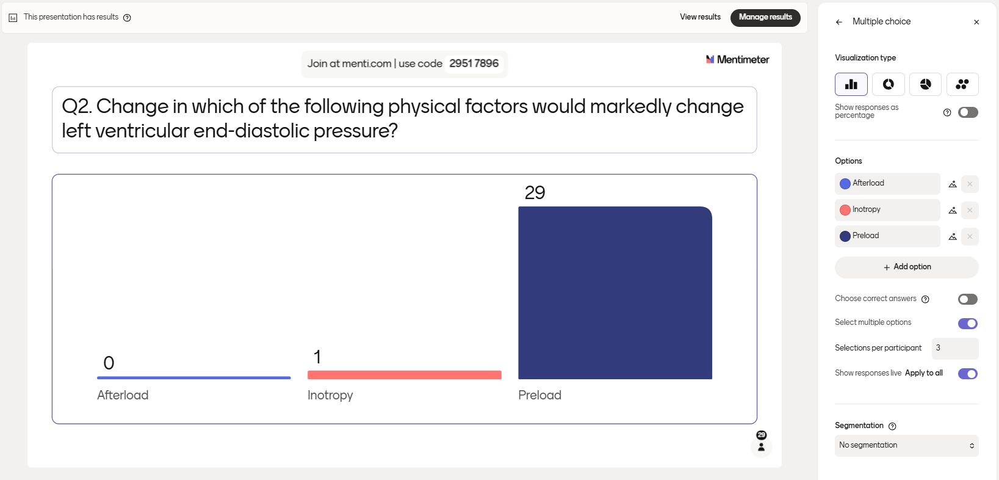 This presentation has results
View results
Manage results
Join at menti.com | use code 2951 7896
Mentimeter
Q2. Change in which of the following physical factors would markedly change
left ventricular end-diastolic pressure?
0
Afterload
1
Inotropy
29
Preload
29
Multiple choice
Visualization type
Show responses as
percentage
Options
Afterload
Inotropy
Preload
+ Add option
Choose correct answers
Select multiple options
Selections per participant 3
Show responses live Apply to all
Segmentation
No segmentation